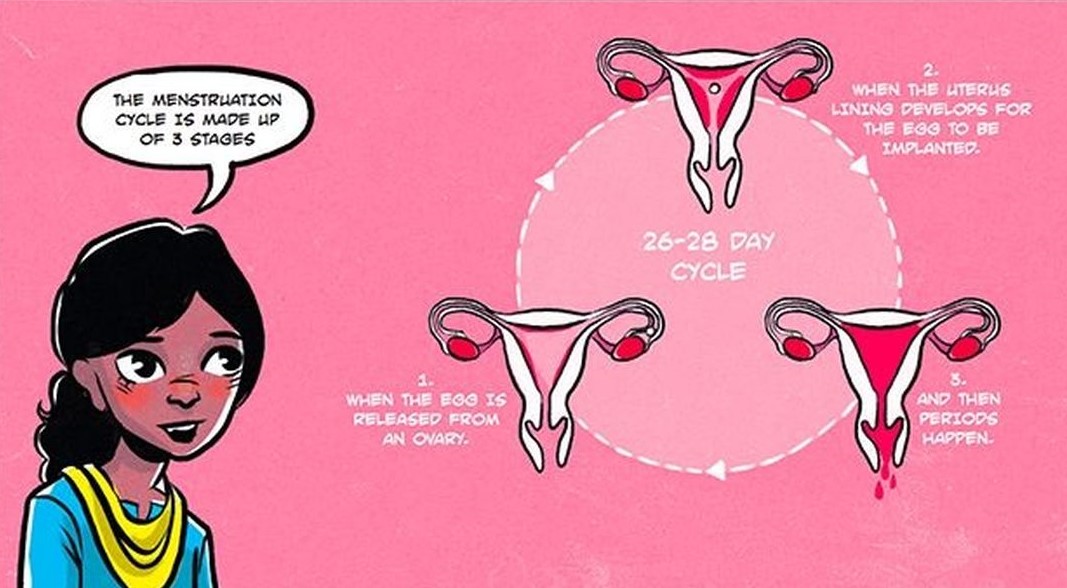 THE MENSTRUATION
CYCLE IS MADE UP
OF 3 STAGES
1.
WHEN THE EGG IS
RELEASED FROM
AN OVARY.
2.
WHEN THE UTERUS
LINING DEVELOPS FOR
THE EGG TO BE
IMPLANTED.
3.
AND THEN
PERIODS
HAPPEN.
26-28 DAY
CYCLE